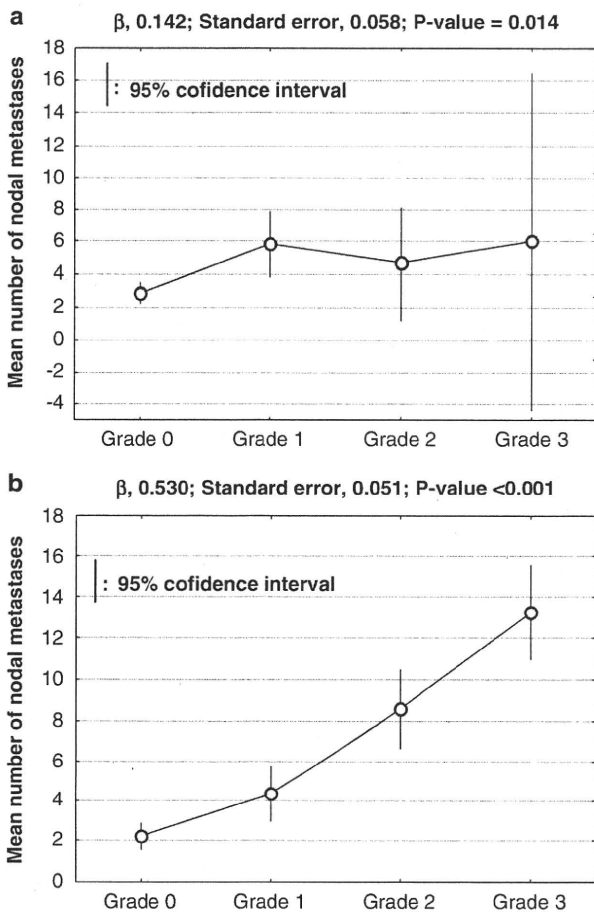 a
β, 0.142; Standard error, 0.058; P-value = 0.014
18
16
14
12
10
8
6
4
2
0
-2
-4
Mean number of nodal metastases
: 95% cofidence interval
Grade 0 Grade 1 Grade 2 Grade 3
b
β, 0.530; Standard error, 0.051; P-value <0.001
18
16
14
12
10
8
6
4
2
0
Mean number of nodal metastases
: 95% cofidence interval
Grade 0 Grade 1 Grade 2 Grade 3